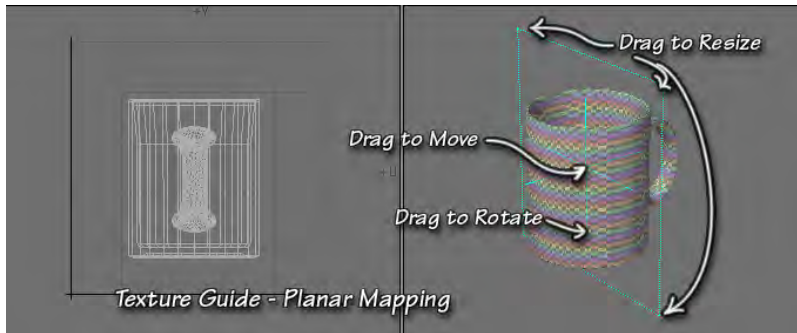 +V
Drag to Resize
Drag to Move
+U
Drag to Rotate
Texture Guide - Planar Mapping